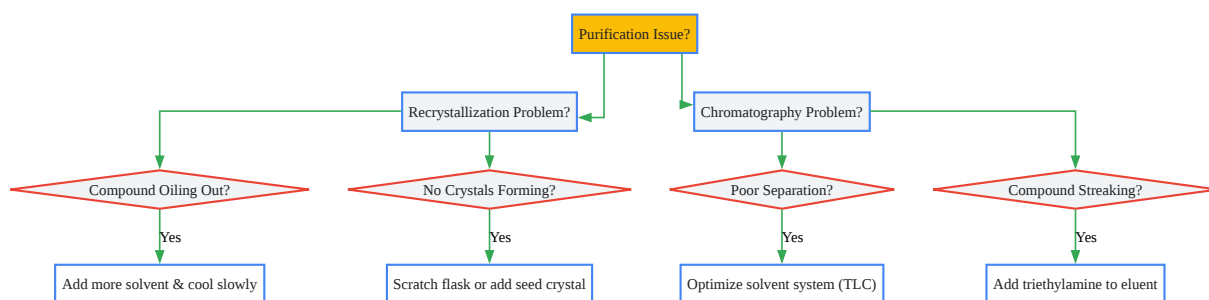 Purification Issue?
Recrystallization Problem?
Chromatography Problem?
Compound Oiling Out?
No Crystals Forming?
Poor Separation?
Compound Streaking?
Yes
Yes
Yes
Yes
Add more solvent & cool slowly
Scratch flask or add seed crystal
Optimize solvent system (TLC)
Add triethylamine to eluent